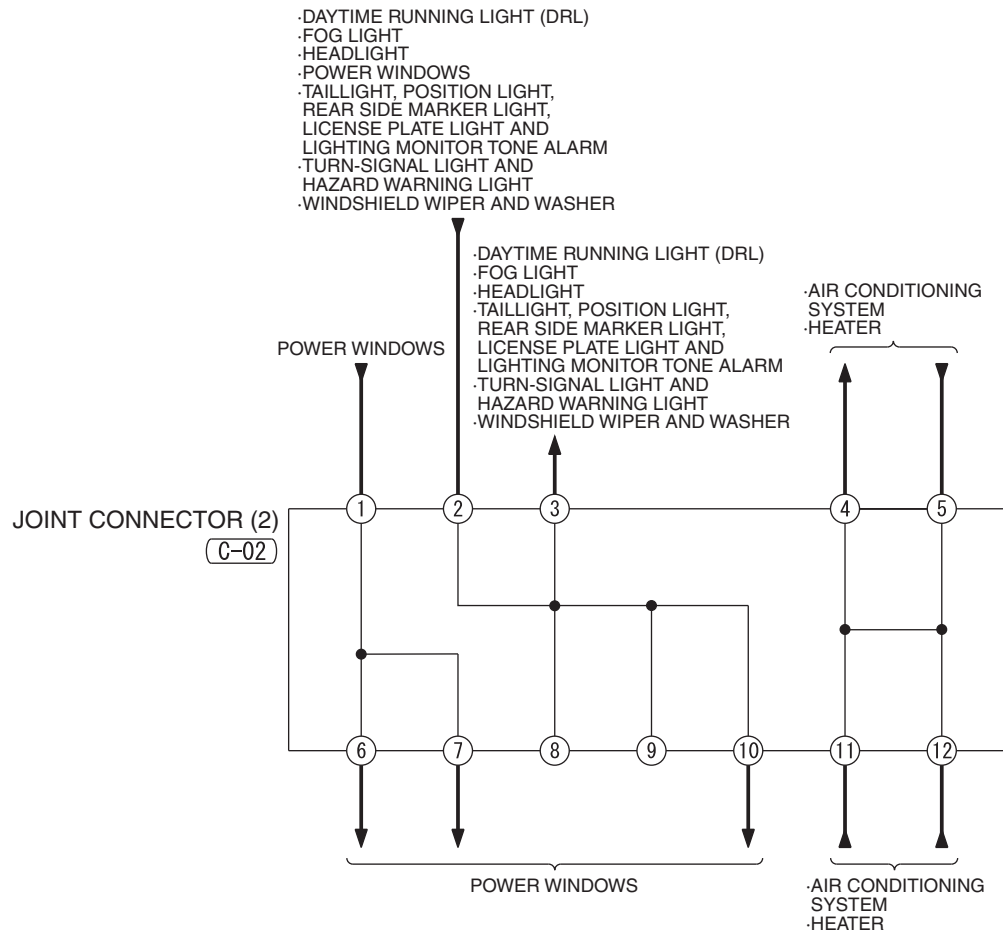 ·DAYTIME RUNNING LIGHT (DRL)
·FOG LIGHT
·HEADLIGHT
·POWER WINDOWS
·TAILLIGHT, POSITION LIGHT,
REAR SIDE MARKER LIGHT,
LICENSE PLATE LIGHT AND
LIGHTING MONITOR TONE ALARM
·TURN-SIGNAL LIGHT AND
HAZARD WARNING LIGHT
·WINDSHIELD WIPER AND WASHER
·DAYTIME RUNNING LIGHT (DRL)
·FOG LIGHT
·HEADLIGHT
·TAILLIGHT, POSITION LIGHT,
REAR SIDE MARKER LIGHT,
LICENSE PLATE LIGHT AND
LIGHTING MONITOR TONE ALARM
·TURN-SIGNAL LIGHT AND
HAZARD WARNING LIGHT
·WINDSHIELD WIPER AND WASHER
·AIR CONDITIONING
SYSTEM
·HEATER
POWER WINDOWS
1 2 3 4 5
JOINT CONNECTOR (2)
C-02
6 7 8 9 10 11 12
POWER WINDOWS
·AIR CONDITIONING
SYSTEM
·HEATER